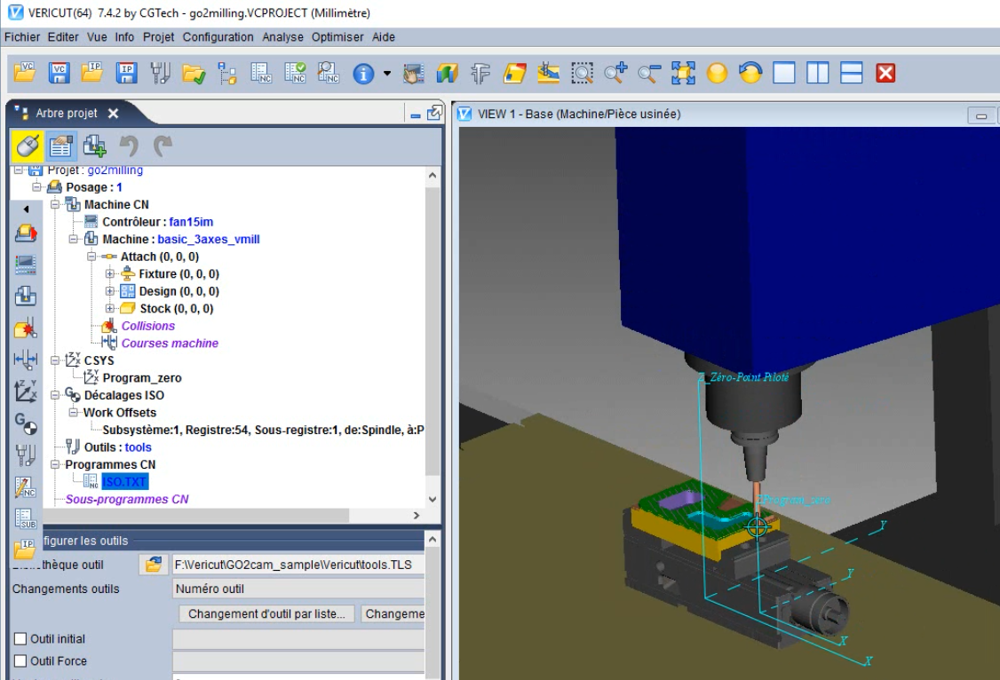 VERICUT(64) 7.4.2 by CGTech - go2milling.VCPROJECT (Millimètre)
Fichier Editer Vue Info Projet Configuration Analyse Optimiser Aide
Arbre projet
VIEW 1 - Base (Machine/Pièce usinée)
Projet : go2milling
Posage : 1
Machine CN
Contrôleur : fan15im
Machine : basic_3axes_vmill
Attach (0, 0, 0)
Fixture (0, 0, 0)
Design (0, 0, 0)
Stock (0, 0, 0)
Collisions
Courses machine
CSYS
Program_zero
Décalages ISO
Work Offsets
Subsystème:1, Registre:54, Sous-registre:1, de:Spindle, à:P
Outils : tools
Programmes CN
ISO.TXT
Sous-programmes CN
figurer les outils
outil
F:\Vericut\GO2cam_sample\Vericut\tools.TLS
Changements outils
Numéro outil
Changement d'outil par liste...
Changeme
Outil initial
Outil Force
Z_Zéro-Point Piloté
ZProgram_zero
Y
Y
X
X